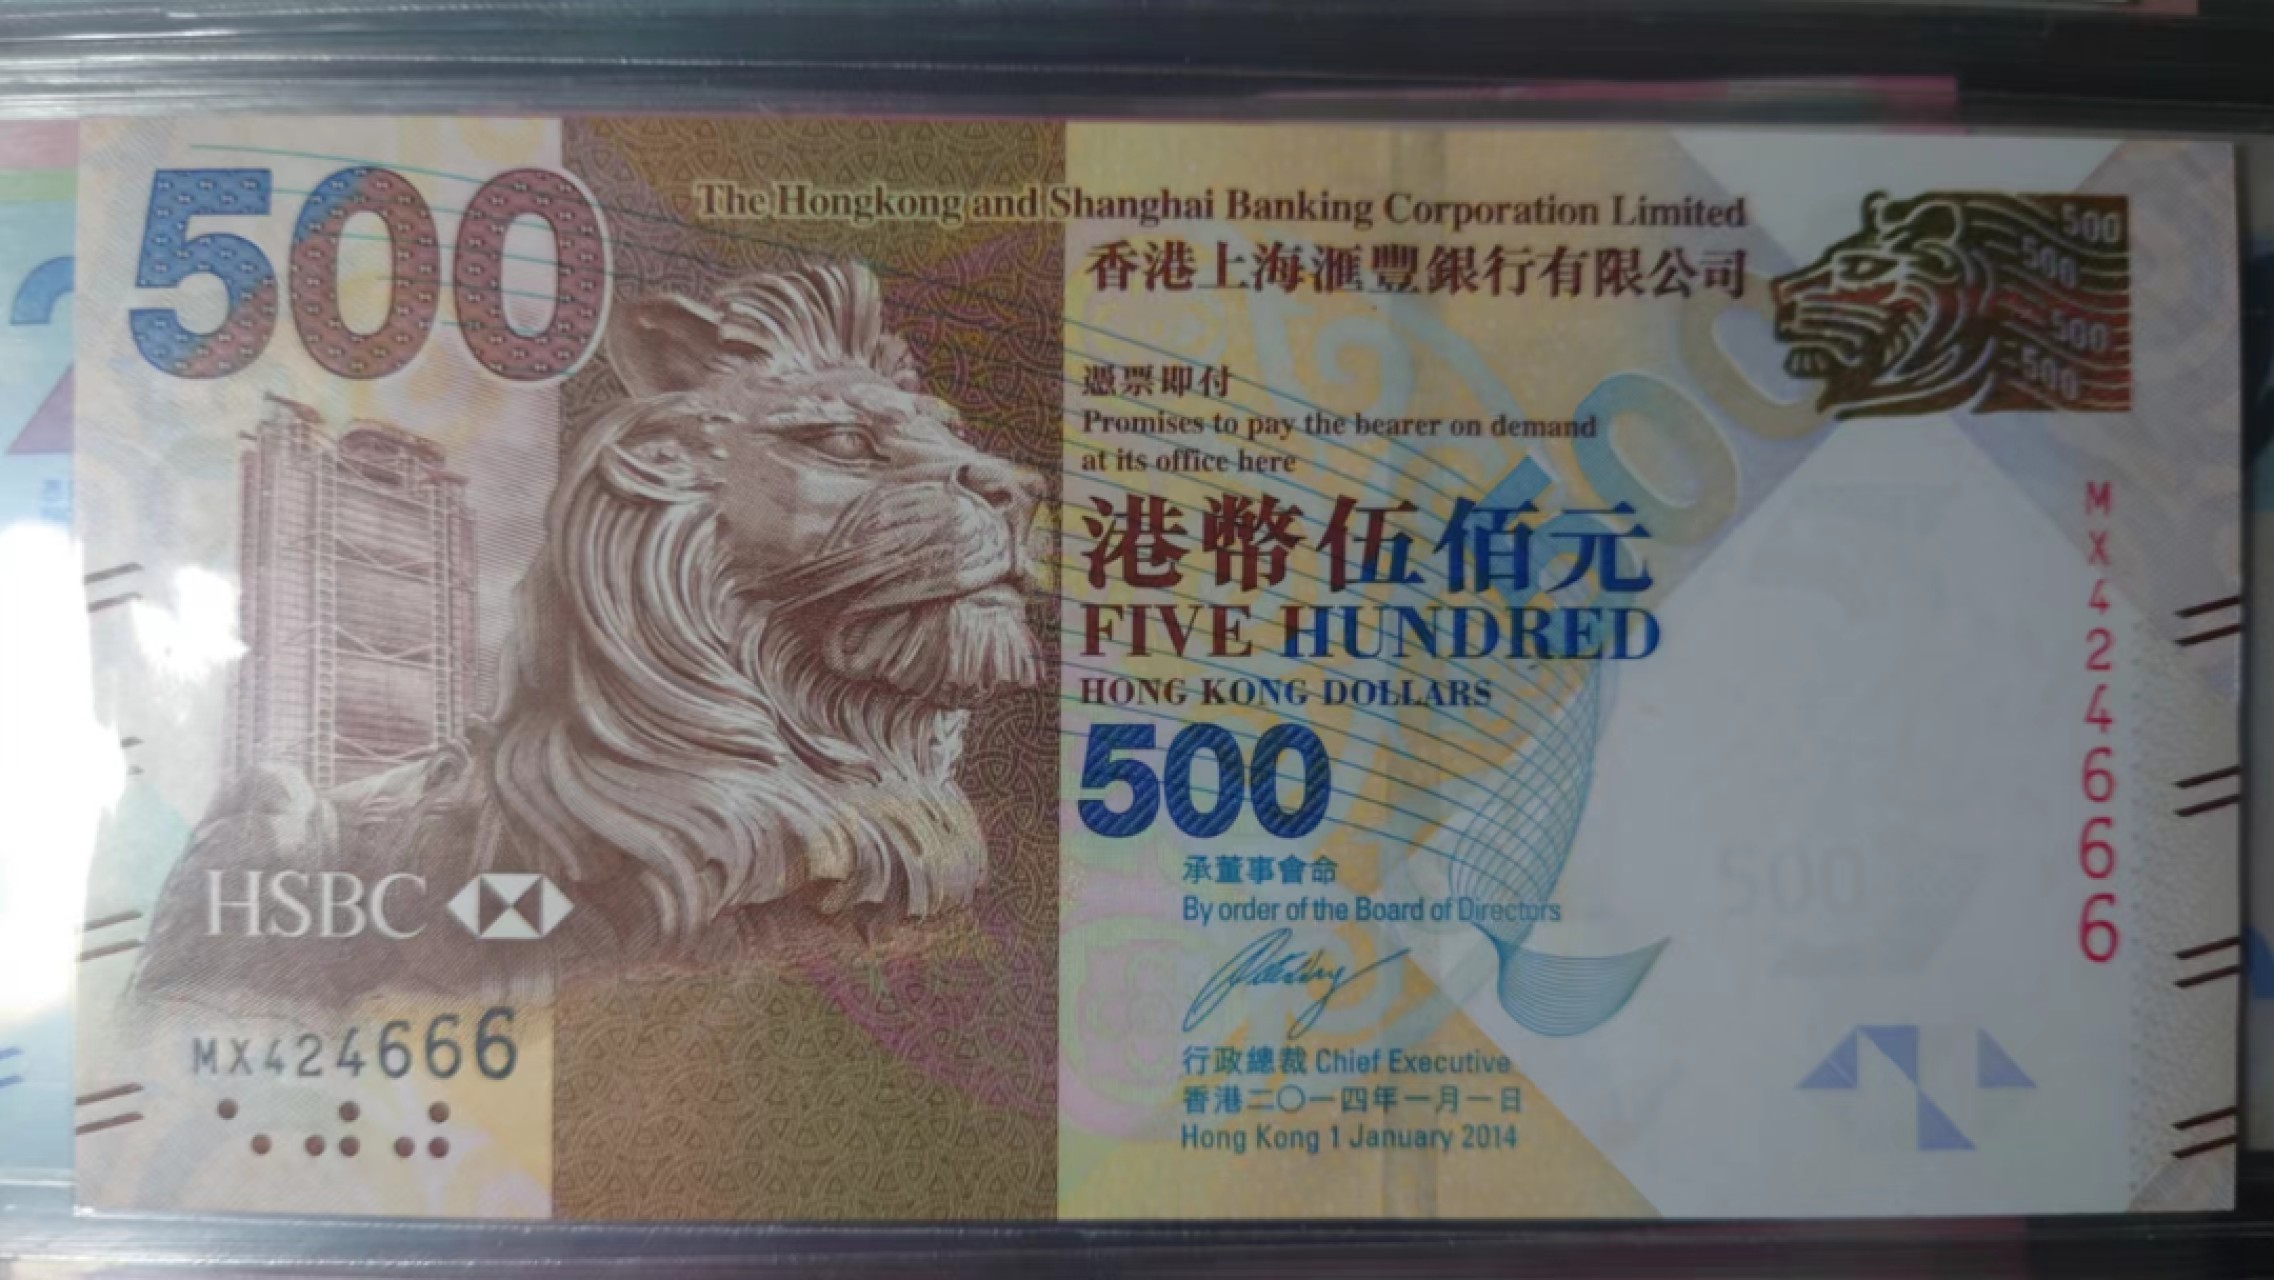 500
The Hongkong and Shanghai Banking Corporation Limited
香港上海滙豐銀行有限公司
500
500
500
500
憑票即付
Promises to pay the bearer on demand
at its office here
港幣伍佰元
FIVE HUNDRED
HONG KONG DOLLARS
500
500
500
MX424666
承董事會命
By order of the Board of Directors
HSBC
MX424666
行政總裁 Chief Executive
香港二〇一四年一月一日
Hong Kong 1 January 2014